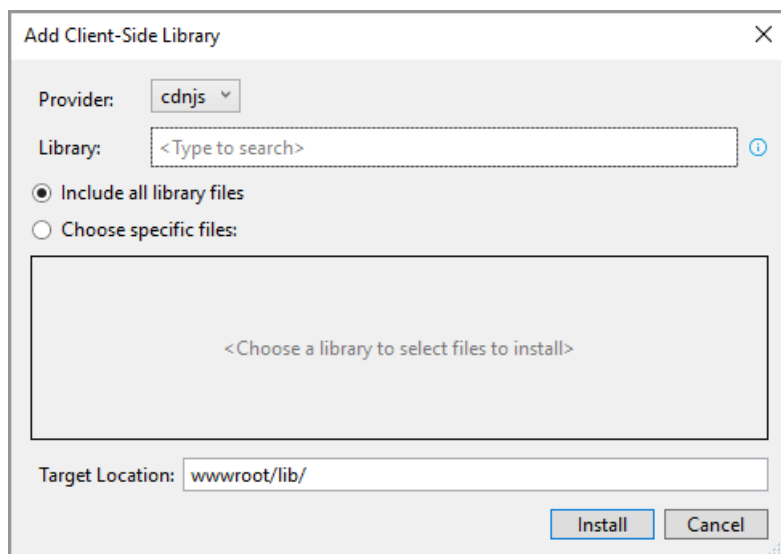 Add Client-Side Library
Provider: cdnjs
Library: <Type to search>
Include all library files
Choose specific files:
<Choose a library to select files to install>
Target Location: wwwroot/lib/
Install Cancel